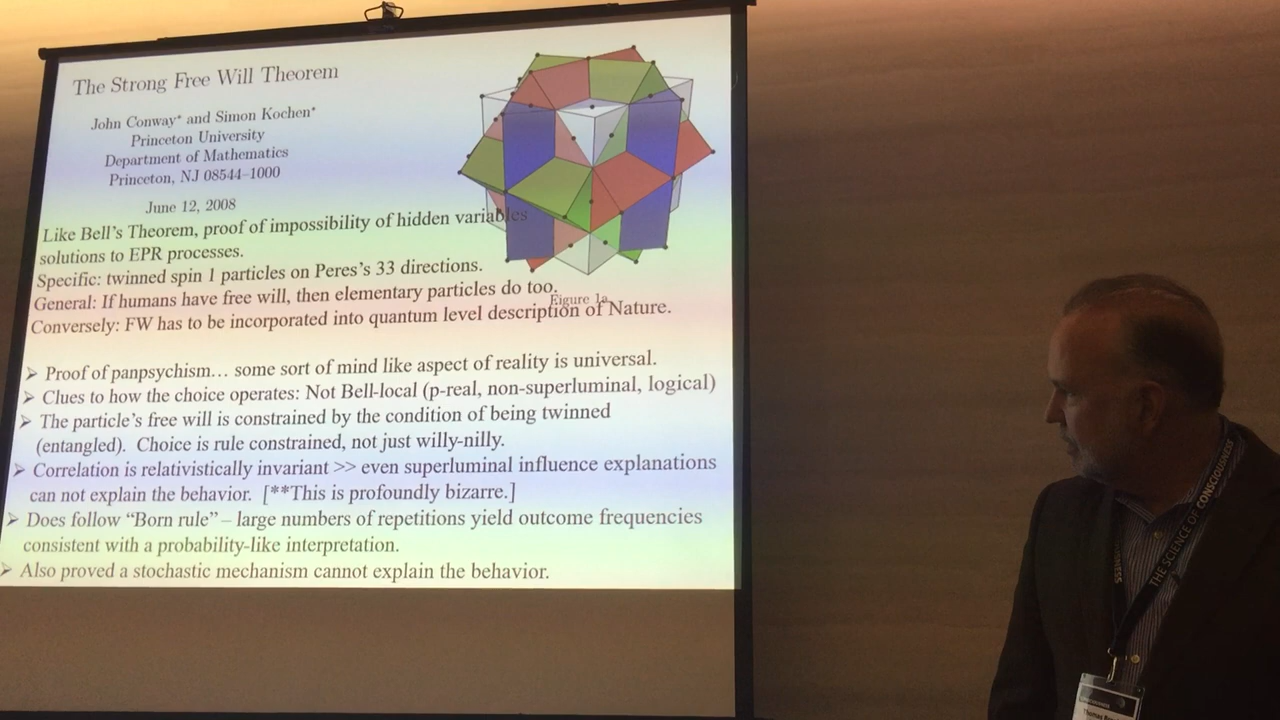 The Strong Free Will Theorem
John Conway* and Simon Kochen*
Princeton University
Department of Mathematics
Princeton, NJ 08544–1000
June 12, 2008
Like Bell's Theorem, proof of impossibility of hidden variables
solutions to EPR processes.
Specific: twinned spin 1 particles on Peres's 33 directions.
General: If humans have free will, then elementary particles do too.
Figure 1a
Conversely: FW has to be incorporated into quantum level description of Nature.
➢ Proof of panpsychism… some sort of mind like aspect of reality is universal.
➢ Clues to how the choice operates: Not Bell-local (p-real, non-superluminal, logical)
➢ The particle's free will is constrained by the condition of being twinned
(entangled). Choice is rule constrained, not just willy-nilly.
➢ Correlation is relativistically invariant >> even superluminal influence explanations
can not explain the behavior. [**This is profoundly bizarre.]
➢ Does follow "Born rule" – large numbers of repetitions yield outcome frequencies
consistent with a probability-like interpretation.
➢ Also proved a stochastic mechanism cannot explain the behavior.
THE SCIENCE OF CONSCIOUSNESS